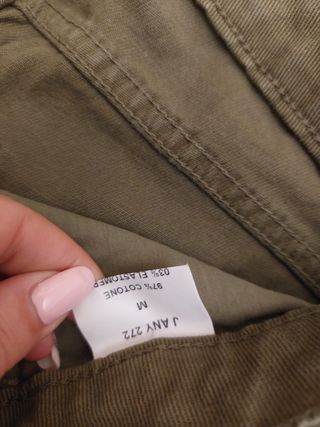 J ANY 272
M
97% COTONE
03% ELASTOMER